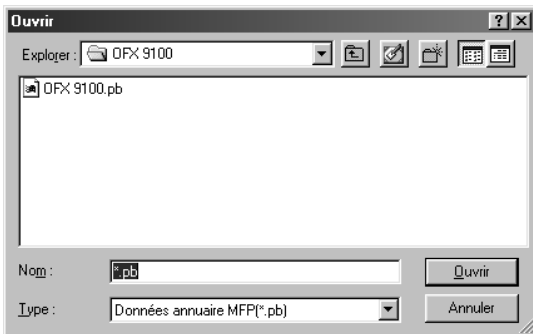 Ouvrir
Explorer : OFX 9100
OFX 9100.pb
Nom : *.pb Ouvrir
Type : Données annuaire MFP(*.pb) Annuler